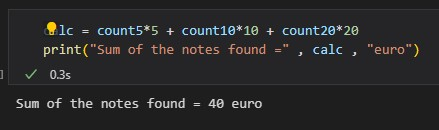 lc = count5*5 + count10*10 + count20*20
print("Sum of the notes found =" , calc , "euro")
0.3s
Sum of the notes found = 40 euro